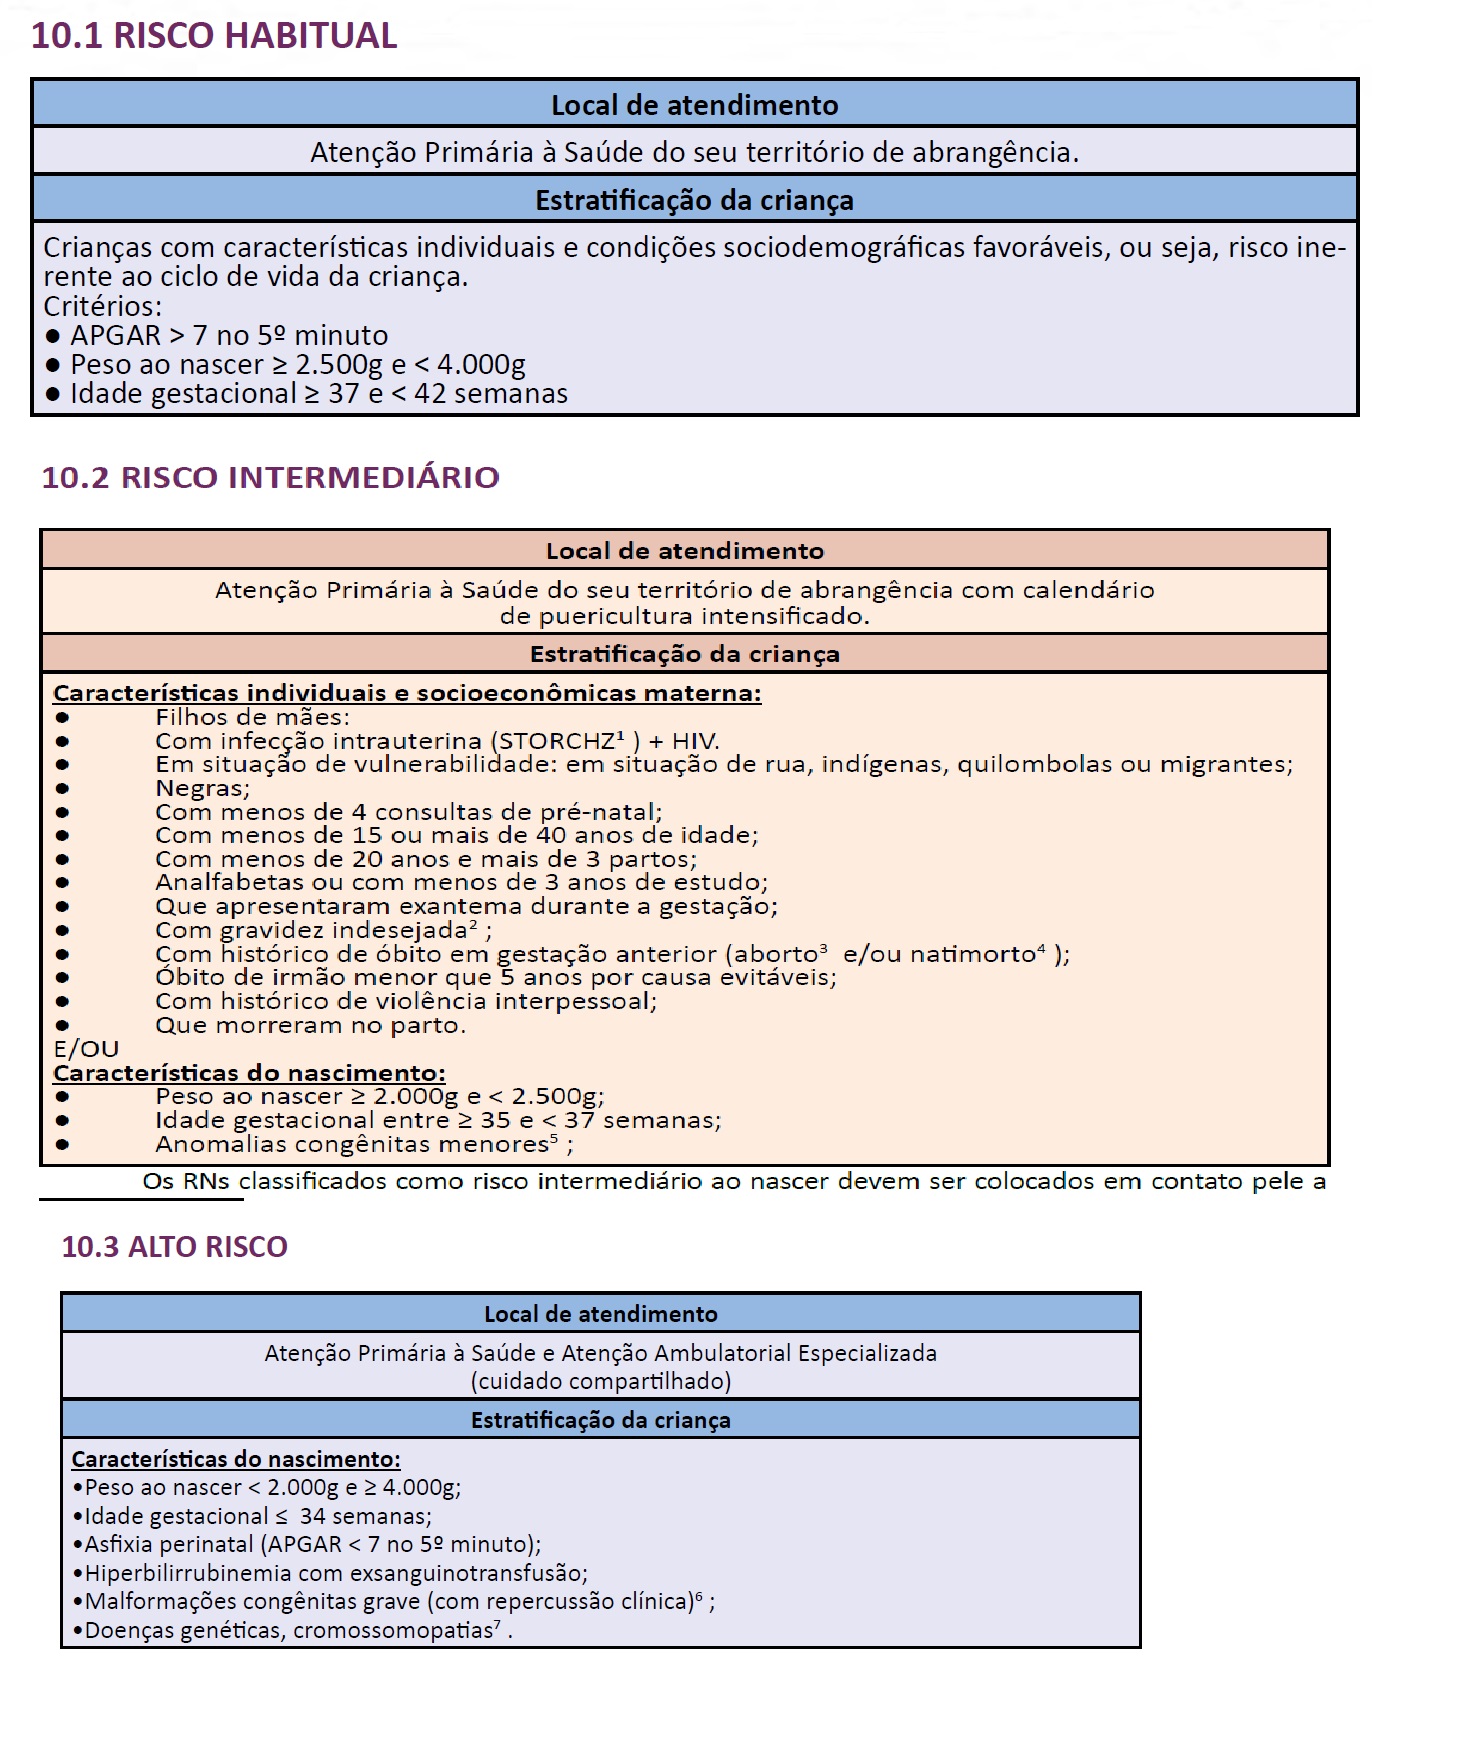 10.1 RISCO HABITUAL
Local de atendimento
Atenção Primária à Saúde do seu território de abrangência.
Estratificação da criança
Crianças com características individuais e condições sociodemográficas favoráveis, ou seja, risco ine-
rente ao ciclo de vida da criança.
Critérios:
● APGAR > 7 no 5º minuto
● Peso ao nascer ≥ 2.500g e < 4.000g
● Idade gestacional ≥ 37 e < 42 semanas
10.2 RISCO INTERMEDIÁRIO
Local de atendimento
Atenção Primária à Saúde do seu território de abrangência com calendário
de puericultura intensificado.
Estratificação da criança
Características individuais e socioeconômicas materna:
● Filhos de mães:
● Com infecção intrauterina (STORCHZ¹ ) + HIV.
● Em situação de vulnerabilidade: em situação de rua, indígenas, quilombolas ou migrantes;
● Negras;
● Com menos de 4 consultas de pré-natal;
● Com menos de 15 ou mais de 40 anos de idade;
● Com menos de 20 anos e mais de 3 partos;
● Analfabetas ou com menos de 3 anos de estudo;
● Que apresentaram exantema durante a gestação;
● Com gravidez indesejada² ;
● Com histórico de óbito em gestação anterior (aborto³ e/ou natimorto⁴ );
● Óbito de irmão menor que 5 anos por causa evitáveis;
● Com histórico de violência interpessoal;
● Que morreram no parto.
E/OU
Características do nascimento:
● Peso ao nascer ≥ 2.000g e < 2.500g;
● Idade gestacional entre ≥ 35 e < 37 semanas;
● Anomalias congênitas menores⁵ ;
Os RNs classificados como risco intermediário ao nascer devem ser colocados em contato pele a
10.3 ALTO RISCO
Local de atendimento
Atenção Primária à Saúde e Atenção Ambulatorial Especializada
(cuidado compartilhado)
Estratificação da criança
Características do nascimento:
•Peso ao nascer < 2.000g e ≥ 4.000g;
•Idade gestacional ≤ 34 semanas;
•Asfixia perinatal (APGAR < 7 no 5º minuto);
•Hiperbilirrubinemia com exsanguinotransfusão;
•Malformações congênitas grave (com repercussão clínica)⁶ ;
•Doenças genéticas, cromossomopatias⁷ .